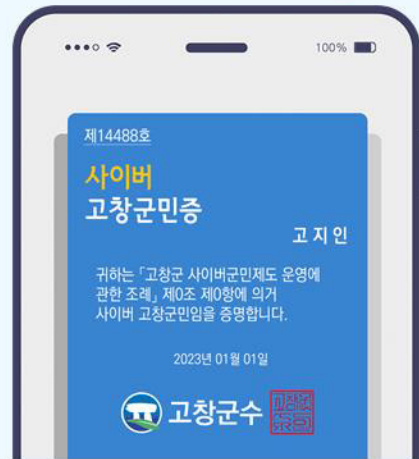 100%
제14488호
사이버
고창군민증
고 지 인
귀하는 「고창군 사이버군민제도 운영에
관한 조례」 제0조 제0항에 의거
사이버 고창군민임을 증명합니다.
2023년 01월 01일
고창군수